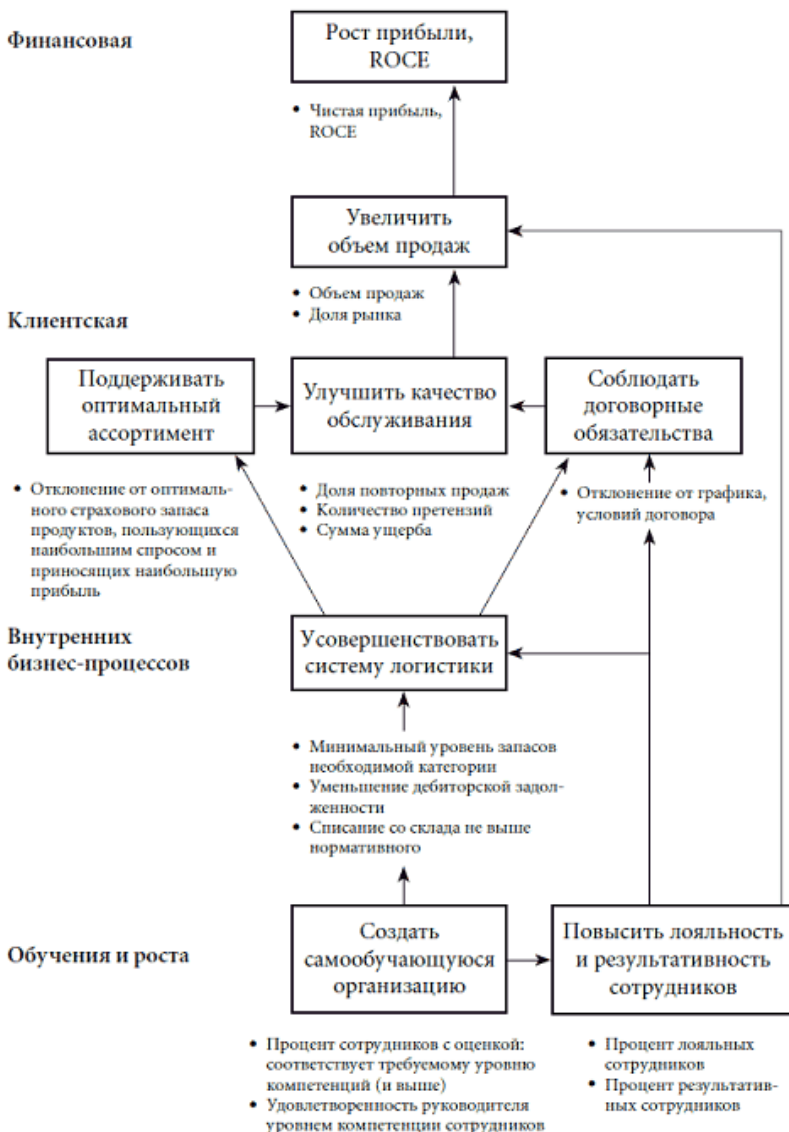 Финансовая
Рост прибыли,
ROCE
• Чистая прибыль,
ROCE
Увеличить
объем продаж
• Объем продаж
• Доля рынка
Клиентская
Поддерживать
оптимальный
ассортимент
Улучшить качество
обслуживания
Соблюдать
договорные
обязательства
• Отклонение от оптималь-
ного страхового запаса
продуктов, пользующихся
наибольшим спросом и
приносящих наибольшую
прибыль
• Доля повторных продаж
• Количество претензий
• Сумма ущерба
• Отклонение от графика,
условий договора
Внутренних
бизнес-процессов
Усовершенствовать
систему логистики
• Минимальный уровень запасов
необходимой категории
• Уменьшение дебиторской задол-
женности
• Списание со склада не выше
нормативного
Обучения и роста
Создать
самообучающуюся
организацию
Повысить лояльность
и результативность
сотрудников
• Процент сотрудников с оценкой:
соответствует требуемому уровню
компетенций (и выше)
• Удовлетворенность руководителя
уровнем компетенции сотрудников
• Процент лояльных
сотрудников
• Процент результатив-
ных сотрудников